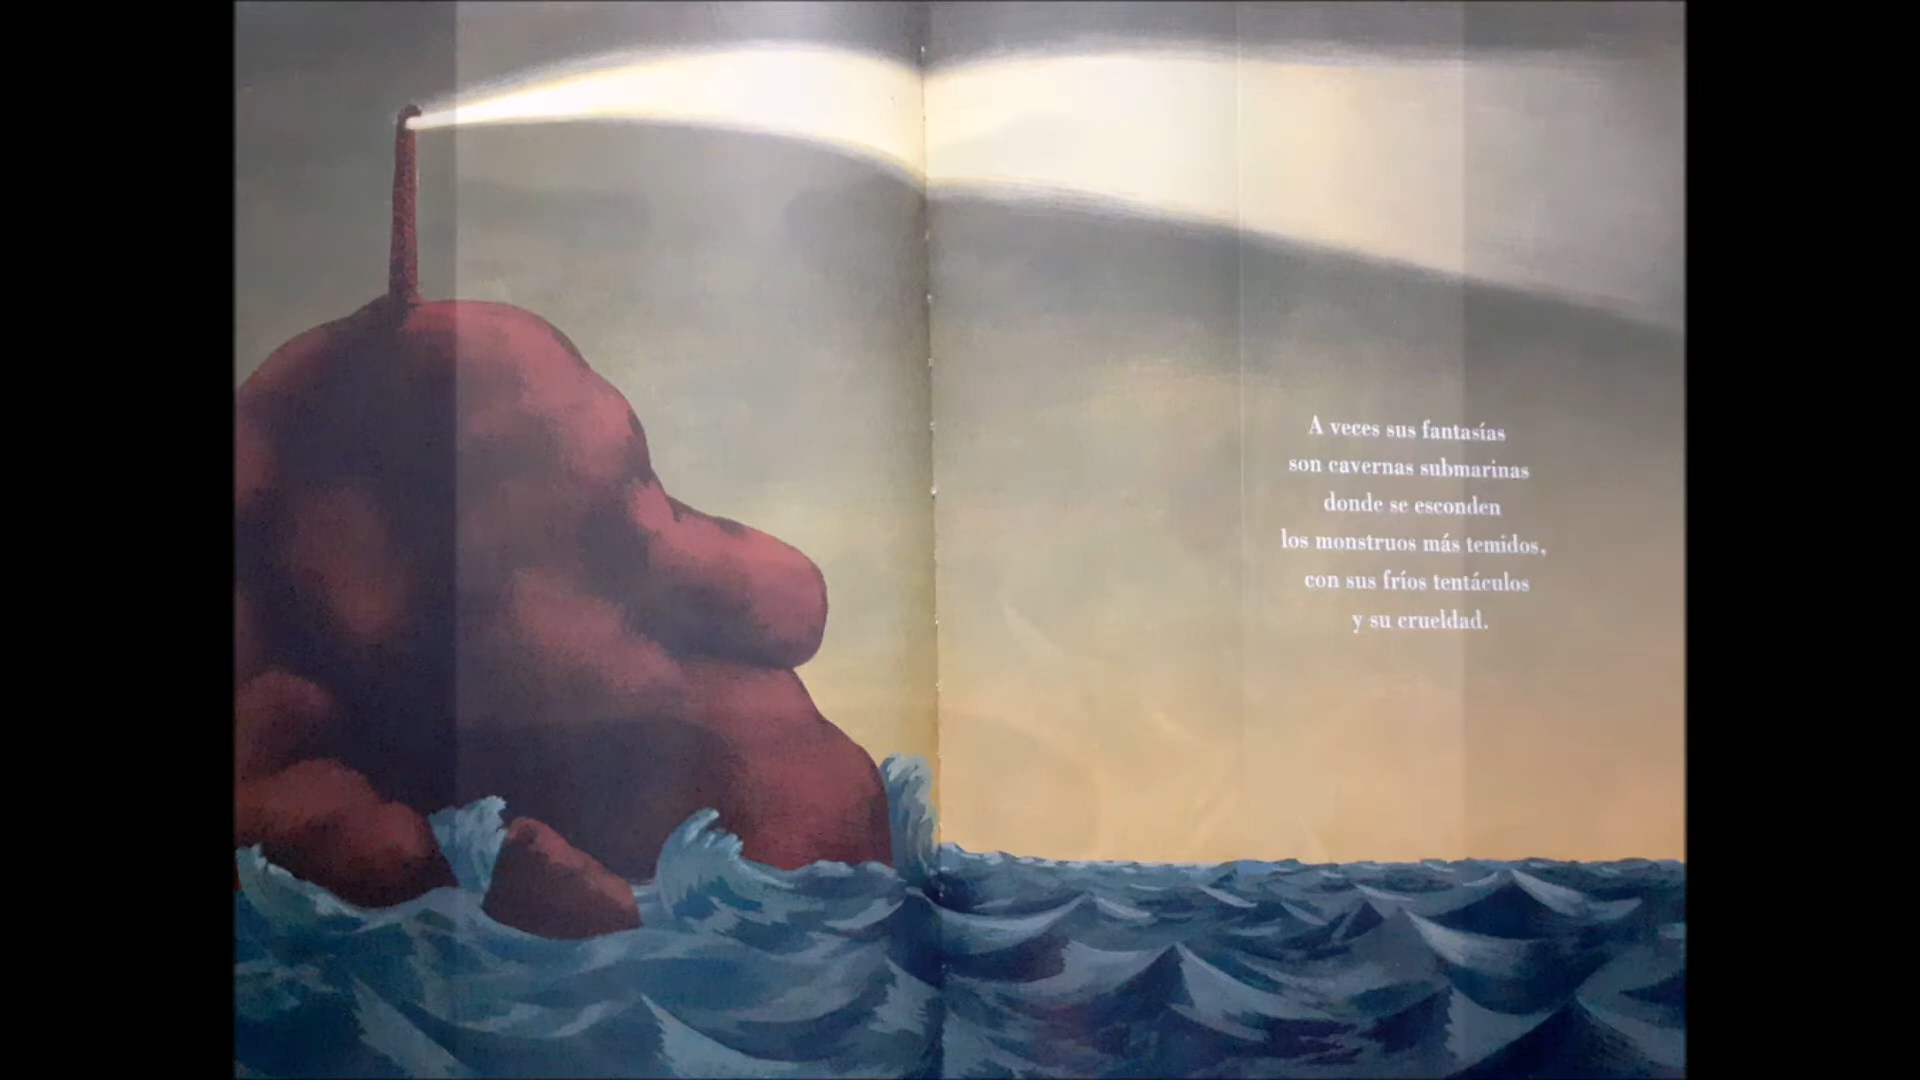 A veces sus fantasías
son cavernas submarinas
donde se esconden
los monstruos más temidos,
con sus fríos tentáculos
y su crueldad.